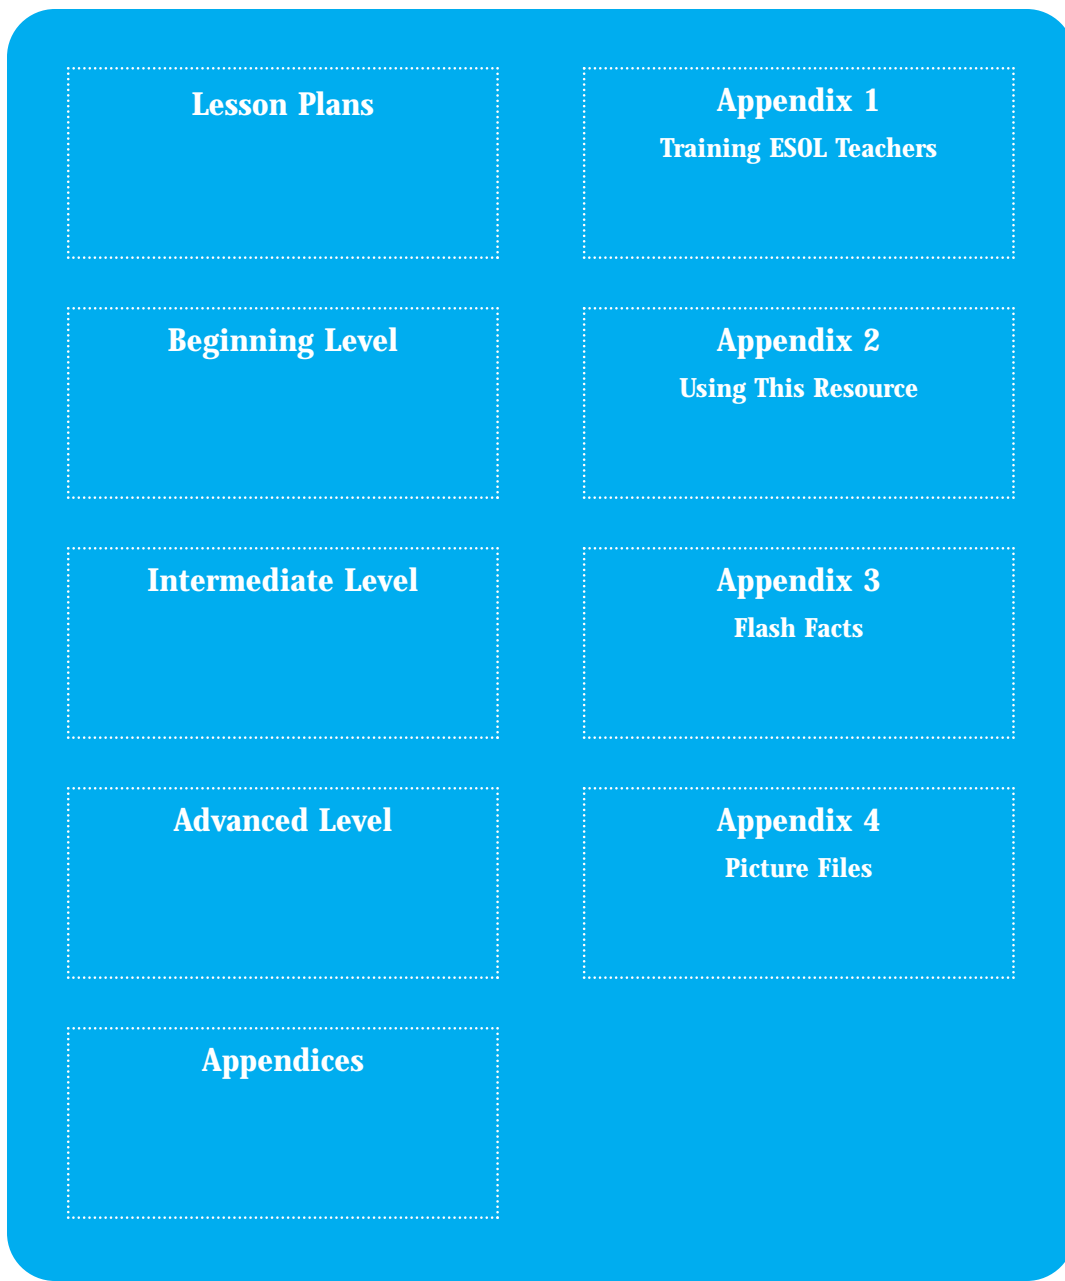 Lesson Plans
Beginning Level
Intermediate Level
Advanced Level
Appendices
Appendix 1
Training ESOL Teachers
Appendix 2
Using This Resource
Appendix 3
Flash Facts
Appendix 4
Picture Files